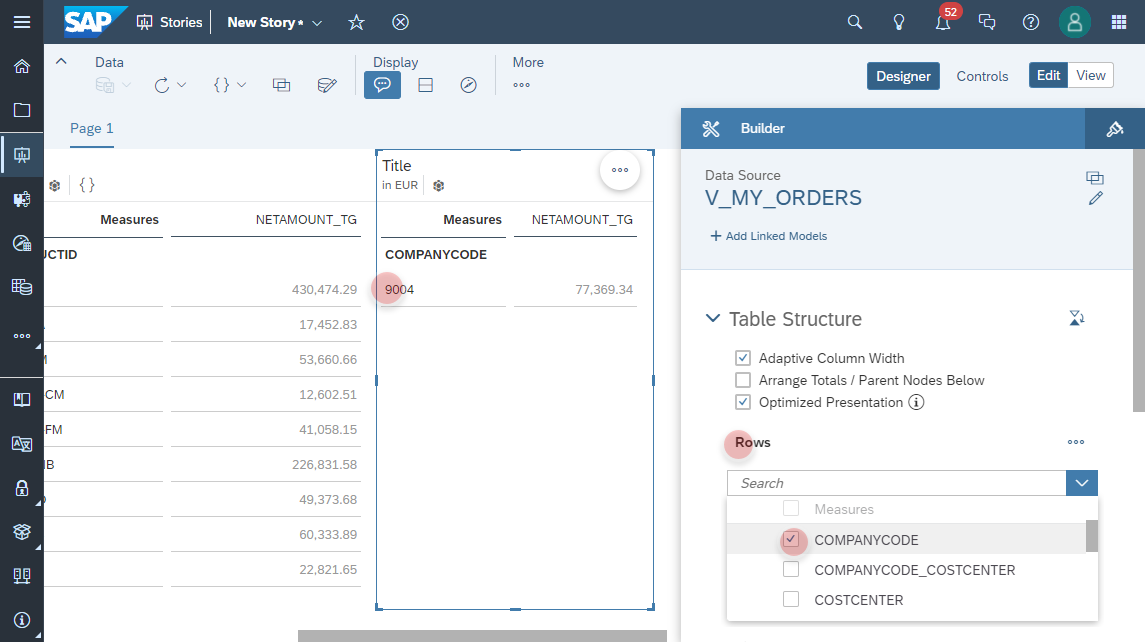 SAP Stories New Story* 52
Data Display More
Designer Controls Edit View
Page 1
Builder
Data Source
V_MY_ORDERS
+ Add Linked Models
Title
in EUR
{ }
Measures NETAMOUNT_TG Measures NETAMOUNT_TG
UCTID COMPANYCODE
430,474.29 9004 77,369.34
17,452.83
53,660.66
-CM 12,602.51
-FM 41,058.15
226,831.58
49,373.68
60,333.89
22,821.65
Table Structure
Adaptive Column Width
Arrange Totals / Parent Nodes Below
Optimized Presentation
Rows
Search
Measures
COMPANYCODE
COMPANYCODE_COSTCENTER
COSTCENTER